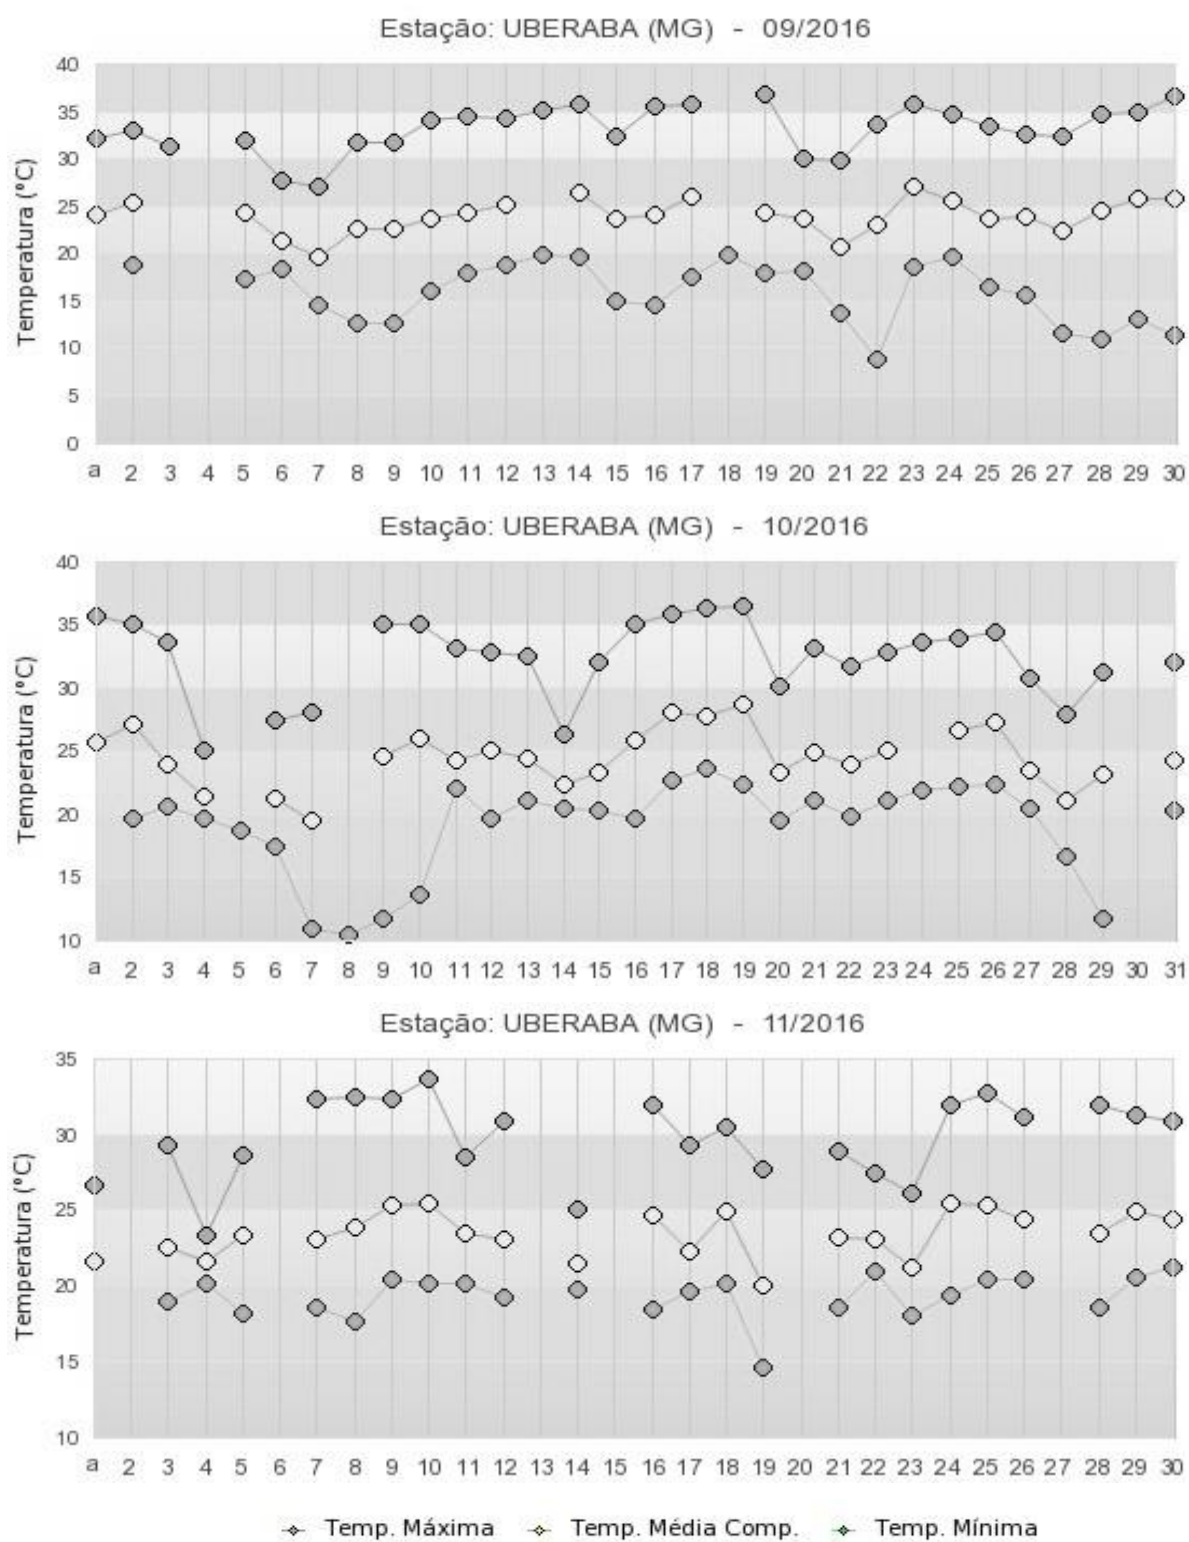 Estação: UBERABA (MG) - 09/2016
40
35
30
25
20
15
10
5
0
Temperatura (°C)
a 2 3 4 5 6 7 8 9 10 11 12 13 14 15 16 17 18 19 20 21 22 23 24 25 26 27 28 29 30
Estação: UBERABA (MG) - 10/2016
40
35
30
25
20
15
10
Temperatura (°C)
a 2 3 4 5 6 7 8 9 10 11 12 13 14 15 16 17 18 19 20 21 22 23 24 25 26 27 28 29 30 31
Estação: UBERABA (MG) - 11/2016
35
30
25
20
15
10
Temperatura (°C)
a 2 3 4 5 6 7 8 9 10 11 12 13 14 15 16 17 18 19 20 21 22 23 24 25 26 27 28 29 30
Temp. Máxima Temp. Média Comp. Temp. Mínima